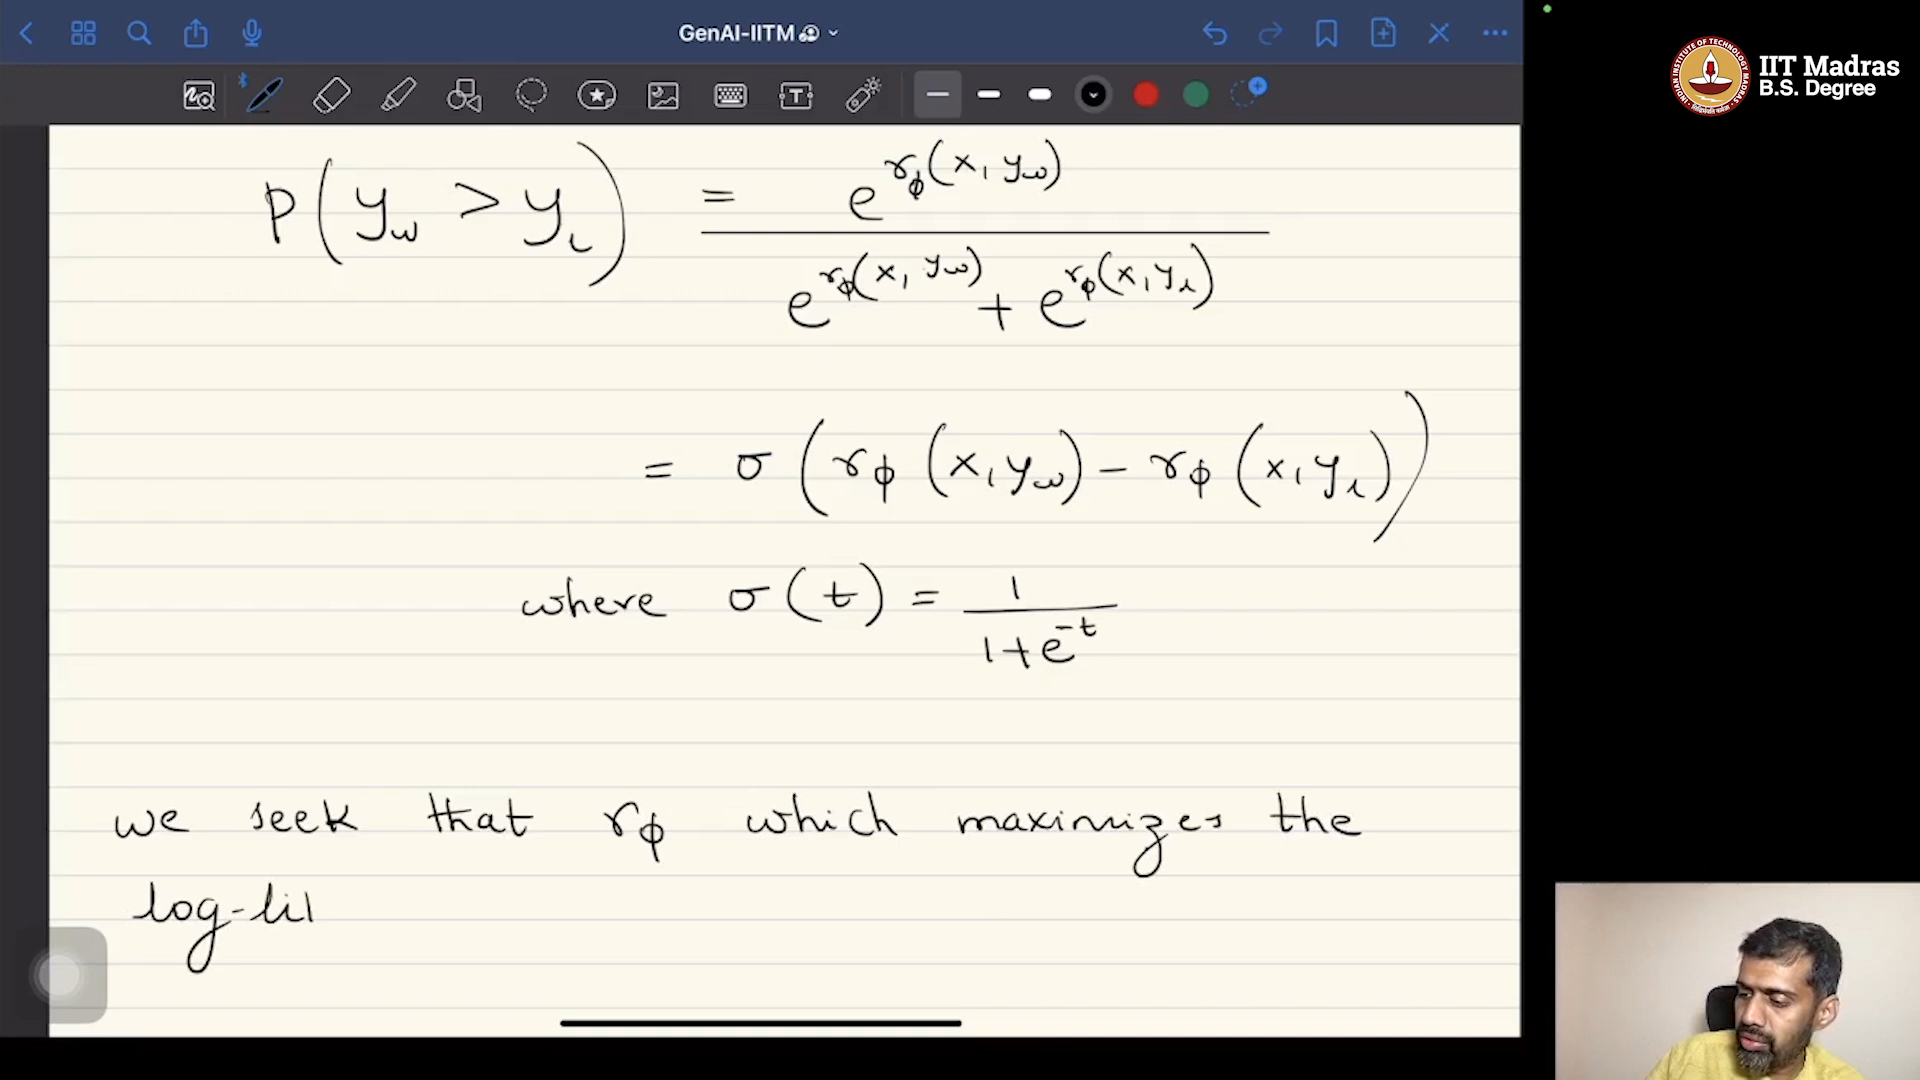 GenAI-IITM
IIT Madras
B.S. Degree
P(y_w > y_l) = e^{r_φ(x, y_w)} / (e^{r_φ(x, y_w)} + e^{r_φ(x, y_l)})
= σ(r_φ(x, y_w) - r_φ(x, y_l))
where σ(t) = 1 / (1+e^{-t})
we seek that r_φ which maximizes the
log-lil